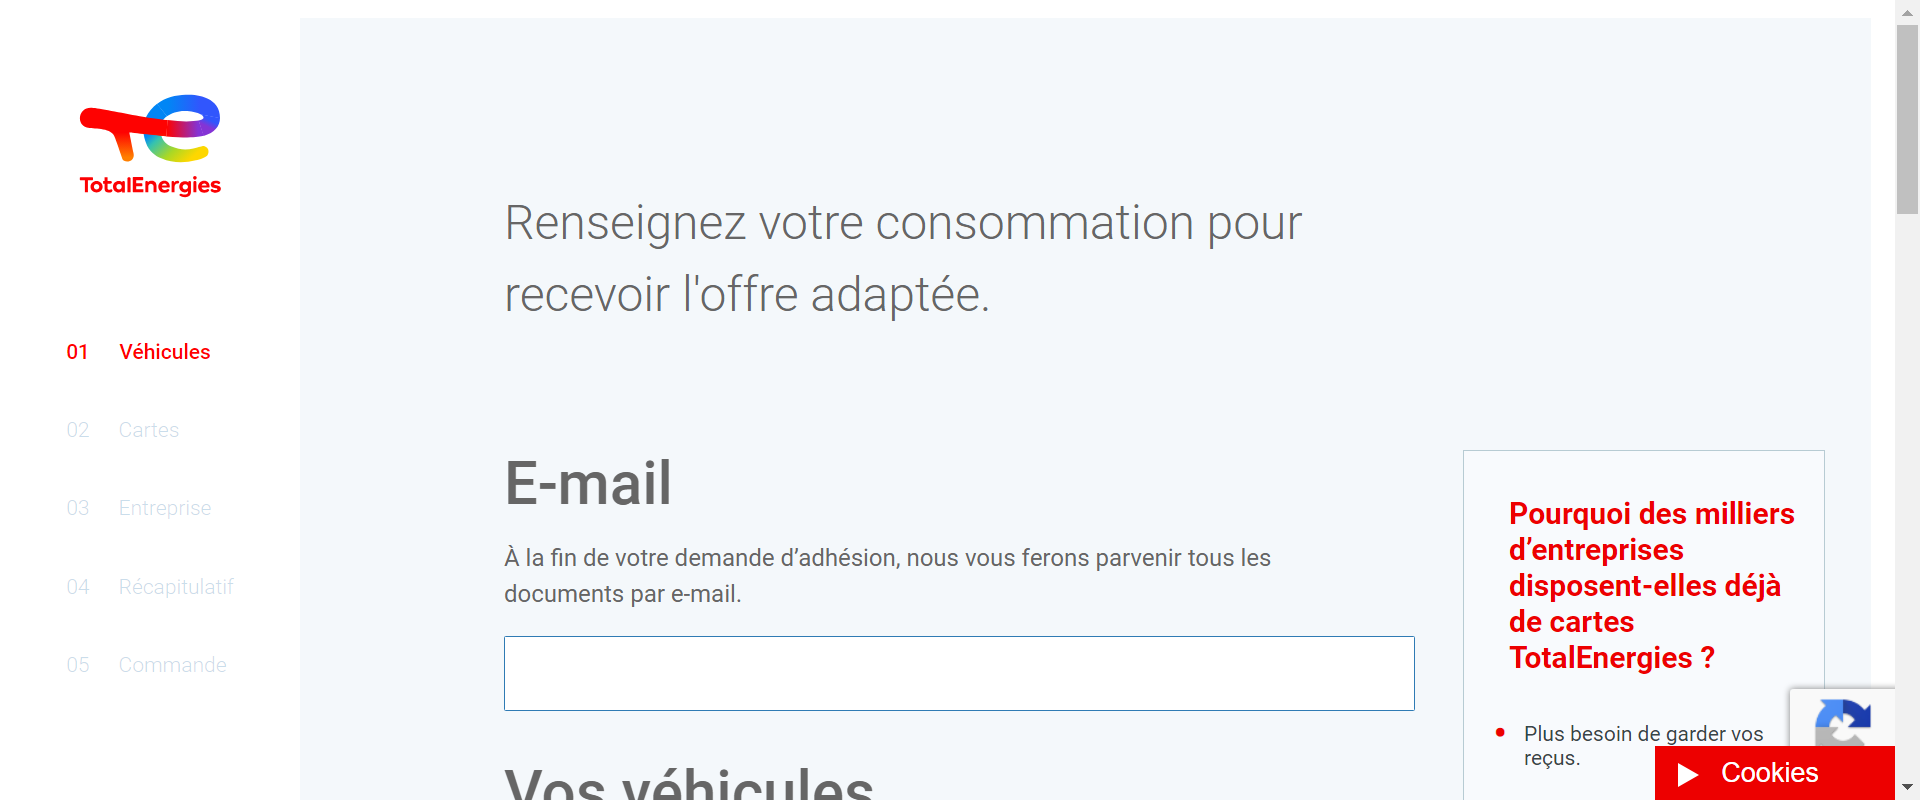 TotalEnergies
01 Véhicules
02 Cartes
03 Entreprise
04 Récapitulatif
05 Commande
Renseignez votre consommation pour
recevoir l'offre adaptée.
E-mail
À la fin de votre demande d’adhésion, nous vous ferons parvenir tous les
documents par e-mail.
Vos véhicules
Pourquoi des milliers
d’entreprises
disposent-elles déjà
de cartes
TotalEnergies ?
Plus besoin de garder vos
reçus.
Cookies